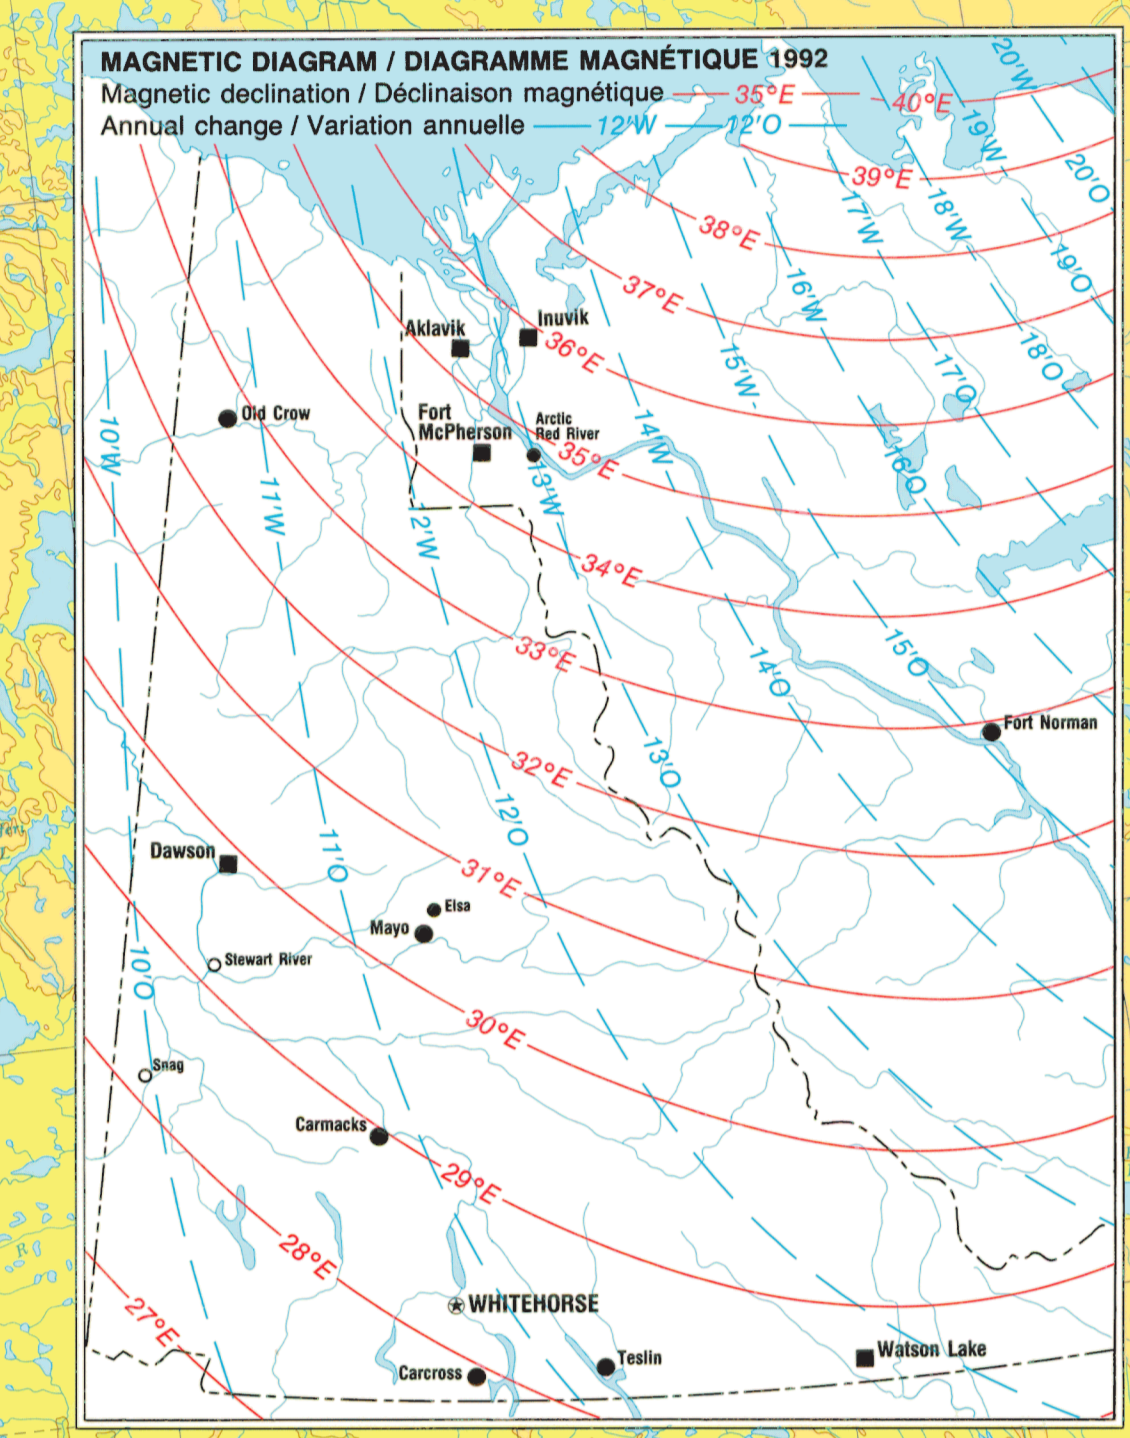 MAGNETIC DIAGRAM / DIAGRAMME MAGNÉTIQUE 1992
Magnetic declination / Déclinaison magnétique 35°E
Annual change / Variation annuelle 12'W 12'O
20'W
40°E
19'W
39°E
20'O
17'W
18'W
38°E
19'O
37°E
16'W
Inuvik
Aklavik
36°E
18'O
15'W
17'O
Old Crow
Fort
McPherson
Arctic
Red River
14'W
10'W
35°E
16'O
13'W
11'W
12'W
34°E
33°E
15'O
14'O
Fort Norman
13'O
32°E
12'O
11'O
Dawson
31°E
Elsa
Mayo
Stewart River
10'O
30°E
Snag
Carmacks
29°E
R
28°E
WHITEHORSE
27°E
Watson Lake
Teslin
Carcross